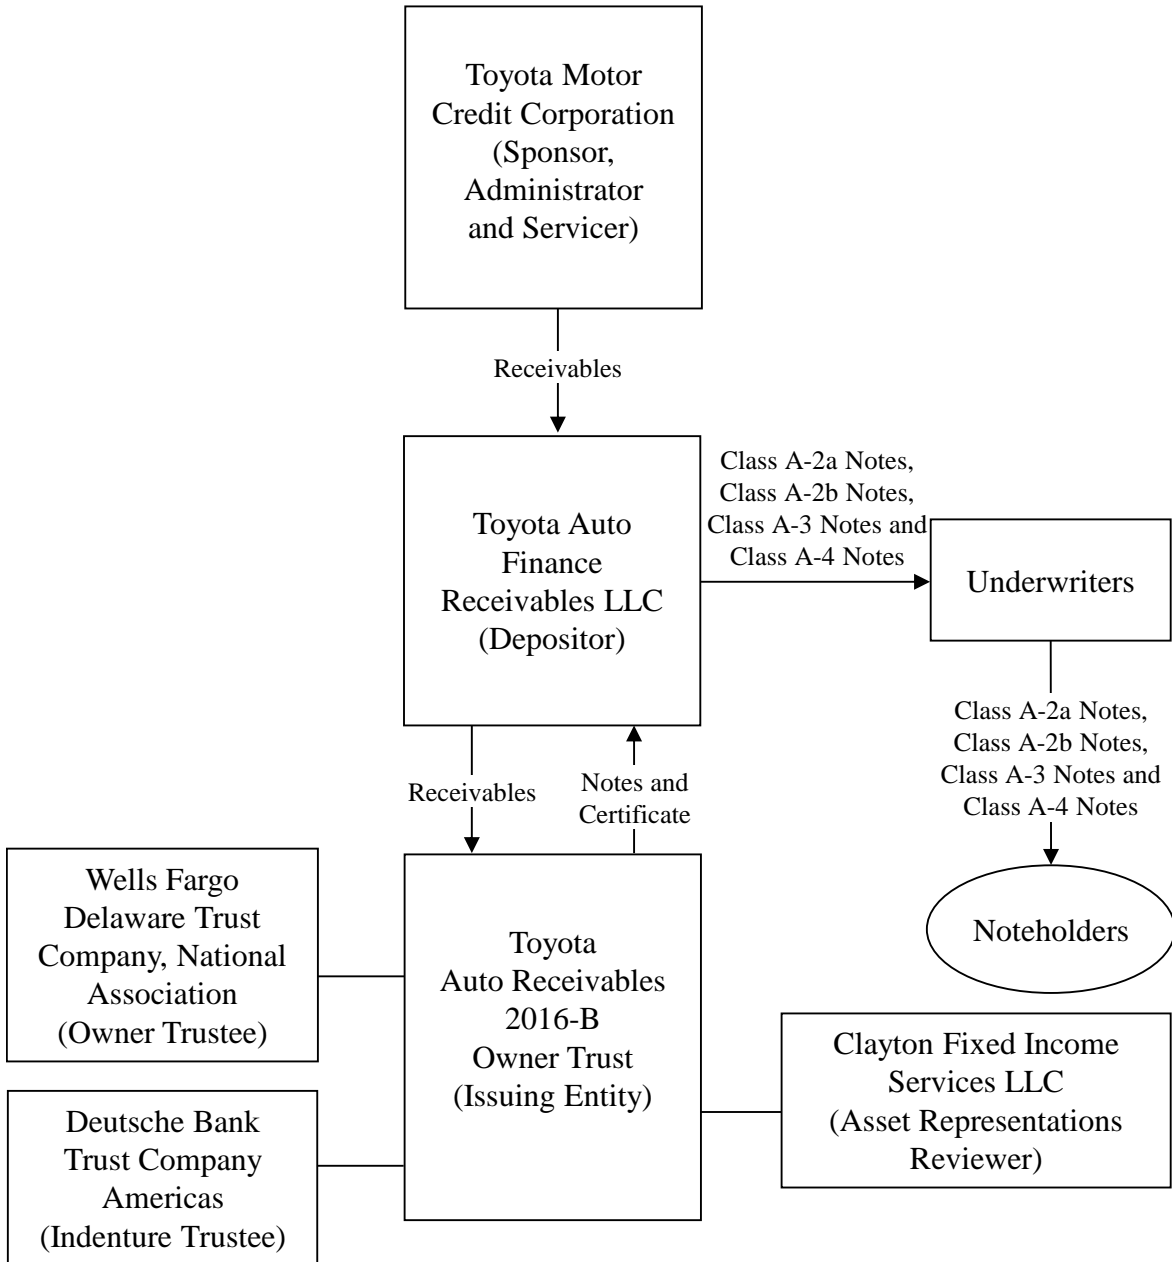 Toyota Motor
Credit Corporation
(Sponsor,
Administrator
and Servicer)
Receivables
Toyota Auto
Finance
Receivables LLC
(Depositor)
Class A-2a Notes,
Class A-2b Notes,
Class A-3 Notes and
Class A-4 Notes
Underwriters
Class A-2a Notes,
Class A-2b Notes,
Class A-3 Notes and
Class A-4 Notes
Noteholders
Receivables
Notes and
Certificate
Wells Fargo
Delaware Trust
Company, National
Association
(Owner Trustee)
Toyota
Auto Receivables
2016-B
Owner Trust
(Issuing Entity)
Clayton Fixed Income
Services LLC
(Asset Representations
Reviewer)
Deutsche Bank
Trust Company
Americas
(Indenture Trustee)